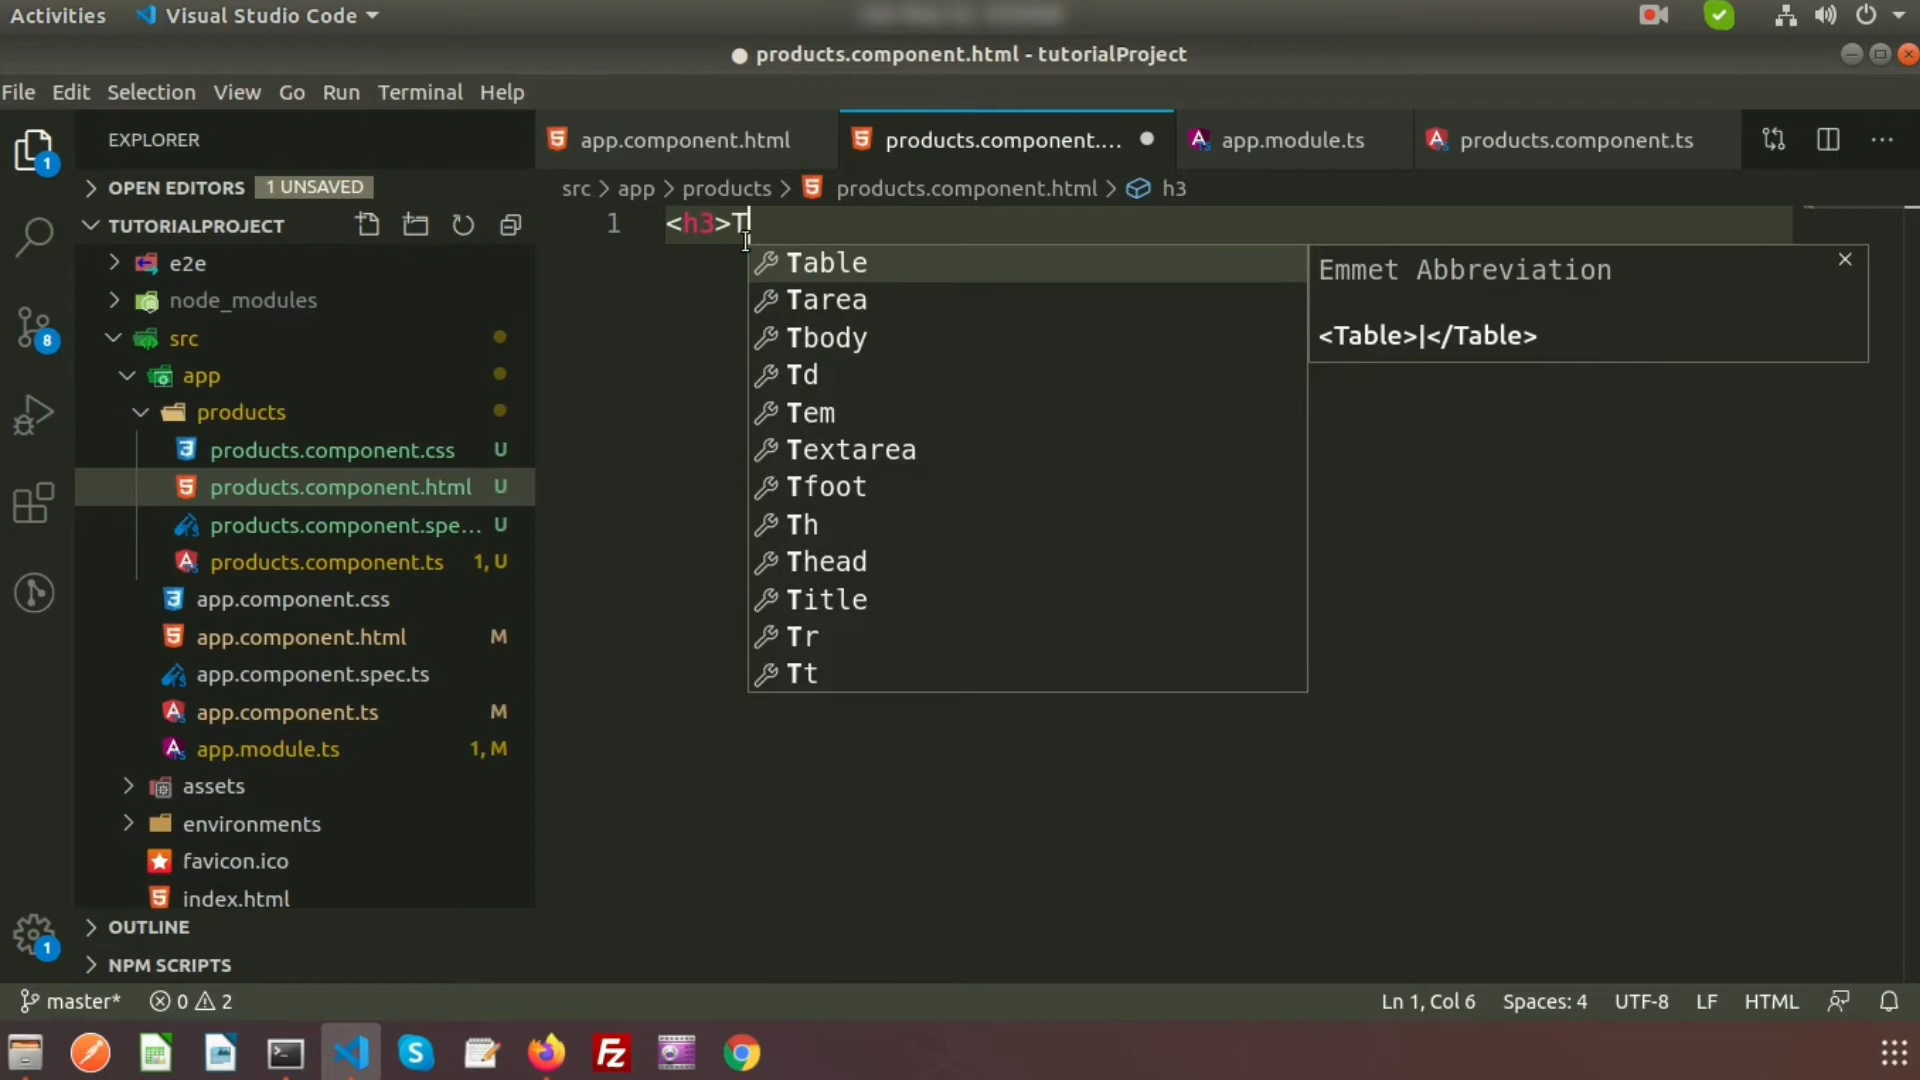 Activities Visual Studio Code
products.component.html - tutorialProject
File Edit Selection View Go Run Terminal Help
EXPLORER
app.component.html products.component.... app.module.ts products.component.ts
OPEN EDITORS 1 UNSAVED
src > app > products > products.component.html > h3
TUTORIALPROJECT
1 <h3>T
e2e
node_modules
src
app
products
products.component.css U
products.component.html U
products.component.spe... U
products.component.ts 1, U
app.component.css
app.component.html M
app.component.spec.ts
app.component.ts M
app.module.ts 1, M
assets
environments
favicon.ico
index.html
OUTLINE
NPM SCRIPTS
1
8
1
Table
Tarea
Tbody
Td
Tem
Textarea
Tfoot
Th
Thead
Title
Tr
Tt
Emmet Abbreviation
<Table>|</Table>
master* 0 2 Ln 1, Col 6 Spaces: 4 UTF-8 LF HTML